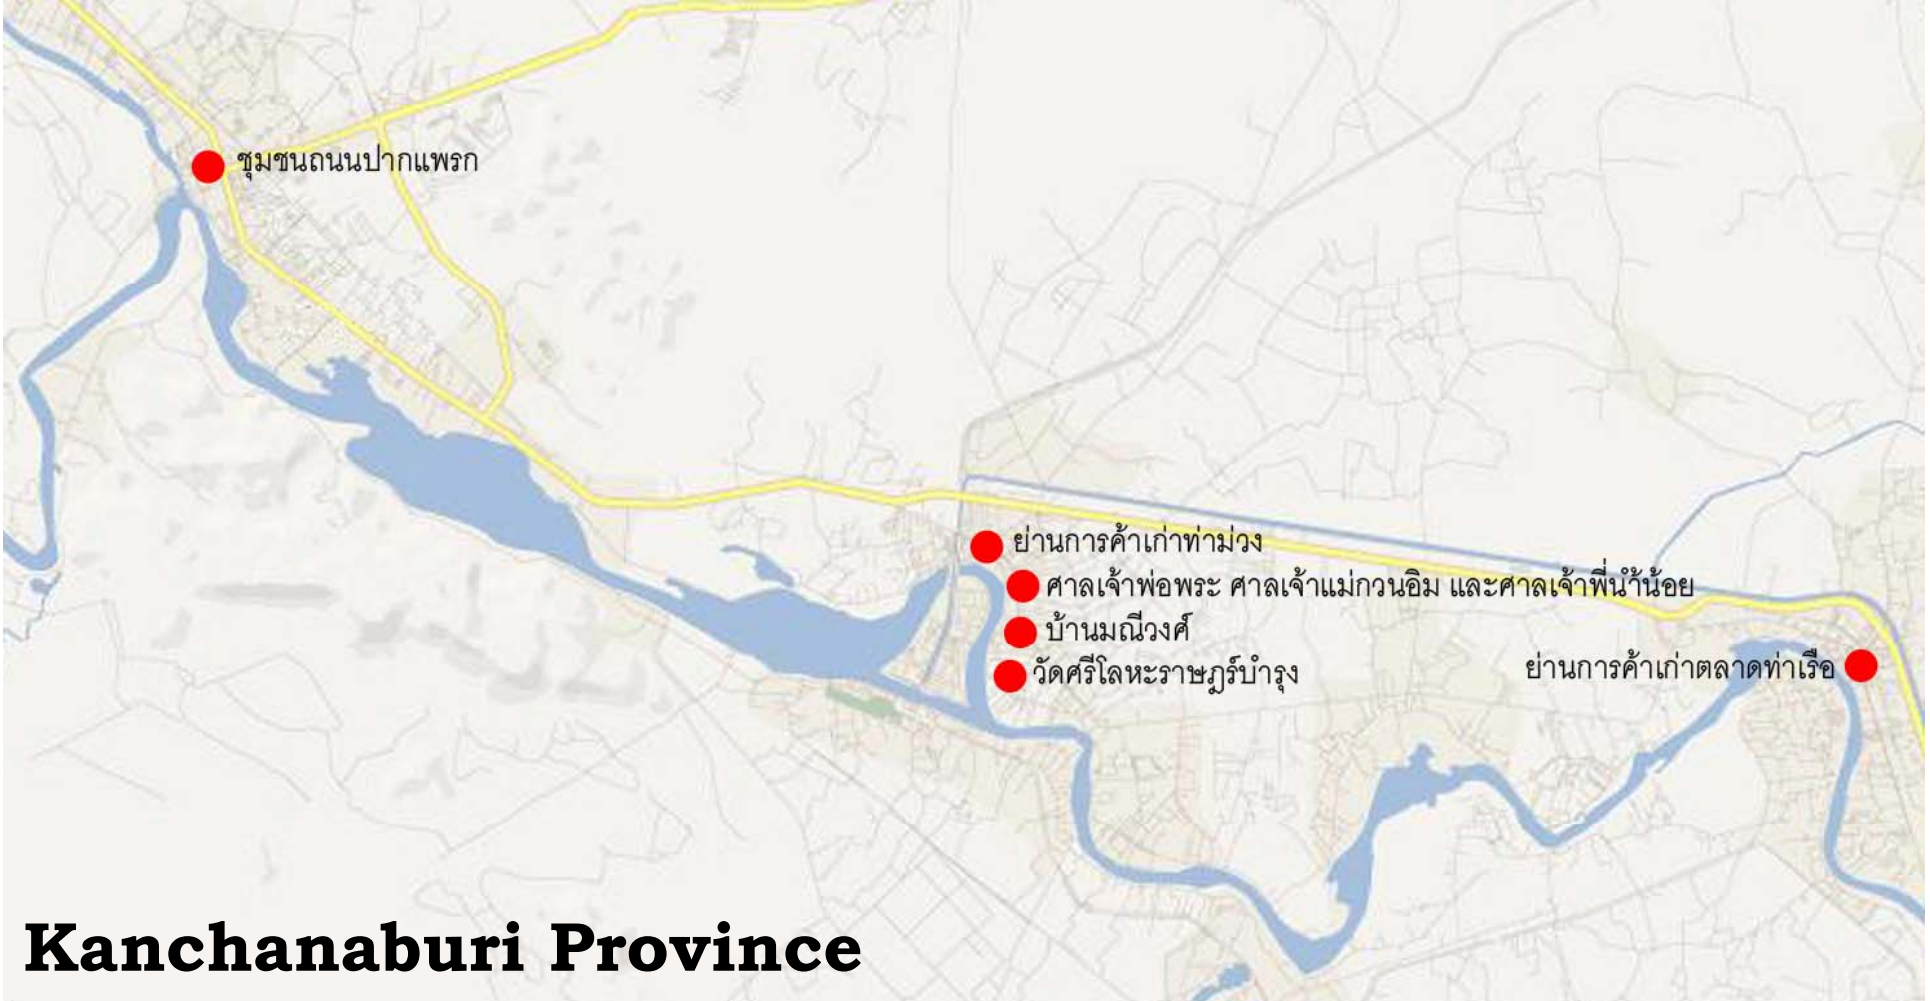 ชุมชนถนนปากแพรก
ย่านการค้าเก่าท่าม่วง
ศาลเจ้าพ่อพระ ศาลเจ้าแม่กวนอิม และศาลเจ้าพี่น้ำน้อย
บ้านมณีวงศ์
วัดศรีโลหะราษฎร์บำรุง
ย่านการค้าเก่าตลาดท่าเรือ
Kanchanaburi Province